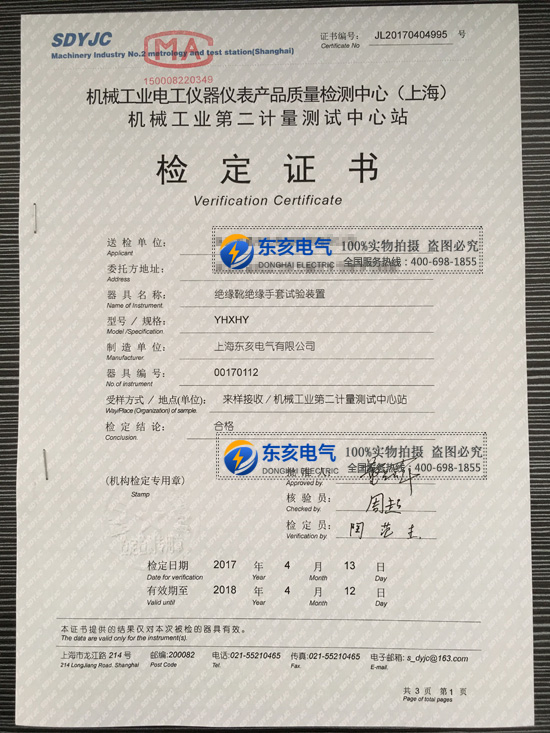 SDYJC
Machinery Industry No.2 matrology and test station(Shanghai)
MA
150008220349
证书编号: JL20170404995 号
Certificate No
机械工业电工仪器仪表产品质量检测中心（上海）
机械工业第二计量测试中心站
检定证书
Verification Certificate
送检单位:
Applicant
东亥电气
DONGHAI ELECTRIC
100%实物拍摄 盗图必究
全国服务热线：400-698-1855
委托方地址:
Address
器具名称: 绝缘靴绝缘手套试验装置
Name of Instrument.
型号/规格: YHXHY
Model /Specification
制造单位: 上海东亥电气有限公司
Manufacturer
器具编号: 00170112
No.of instrument
受样方式/地点(单位): 来样接收/机械工业第二计量测试中心站
Way/Place (Organization) of sample.
检定结论: 合格
Conclusion.
东亥电气
DONGHAI ELECTRIC
100%实物拍摄 盗图必究
全国服务热线：400-698-1855
(机构检定专用章)
Stamp
批准人:
Approved by
核验员:
Checked by
检定员:
Verification by
检定日期 2017 年 4 月 13 日
Date for verification Year Month Day
有效期至 2018 年 4 月 12 日
Valid until Year Month Day
本证书提供的结果仅对本次被检的器具有效。
The data are valid only for the instrument(s).
上海市龙江路 214 号 邮编:200082 电话:021-55210465 传真:021-55210465 电子邮箱: s_dyjc@163.com
214 LongJiang Road. Shanghai Post Code Tel. Fax. E-mail.
共 3 页 第 1 页
Page of total pages